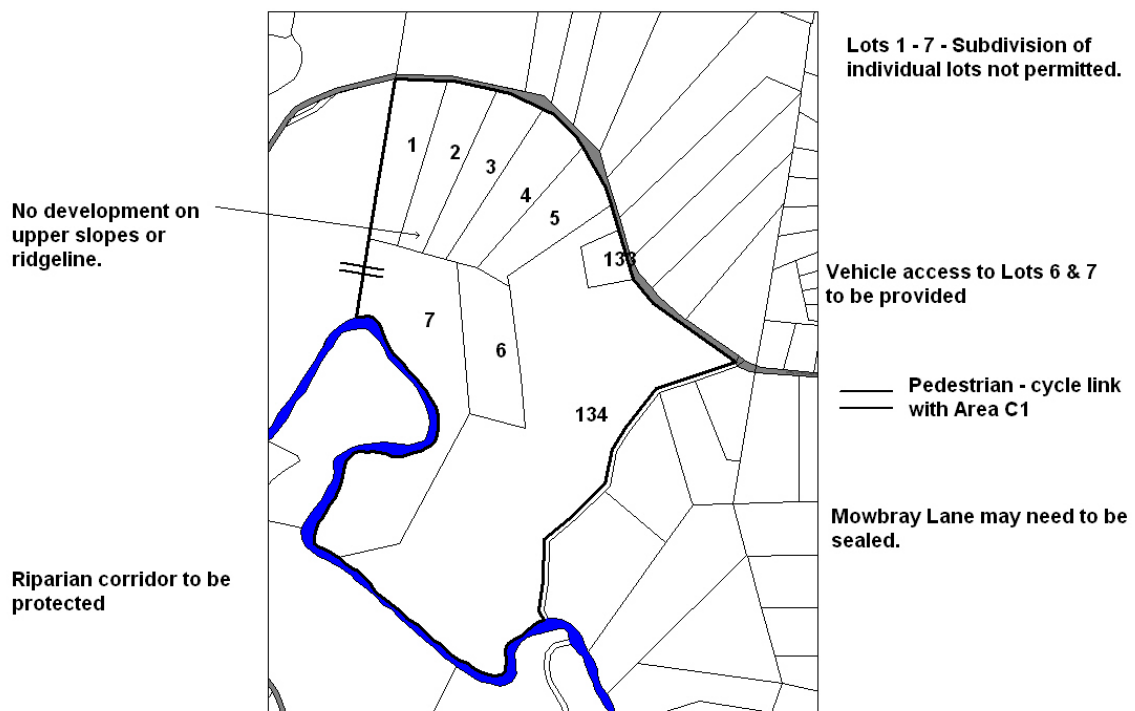 Lots 1 - 7 - Subdivision of
individual lots not permitted.
1
2
3
4
5
No development on
upper slopes or
ridgeline.
133
Vehicle access to Lots 6 & 7
to be provided
7
6
Pedestrian - cycle link
with Area C1
134
Mowbray Lane may need to be
sealed.
Riparian corridor to be
protected